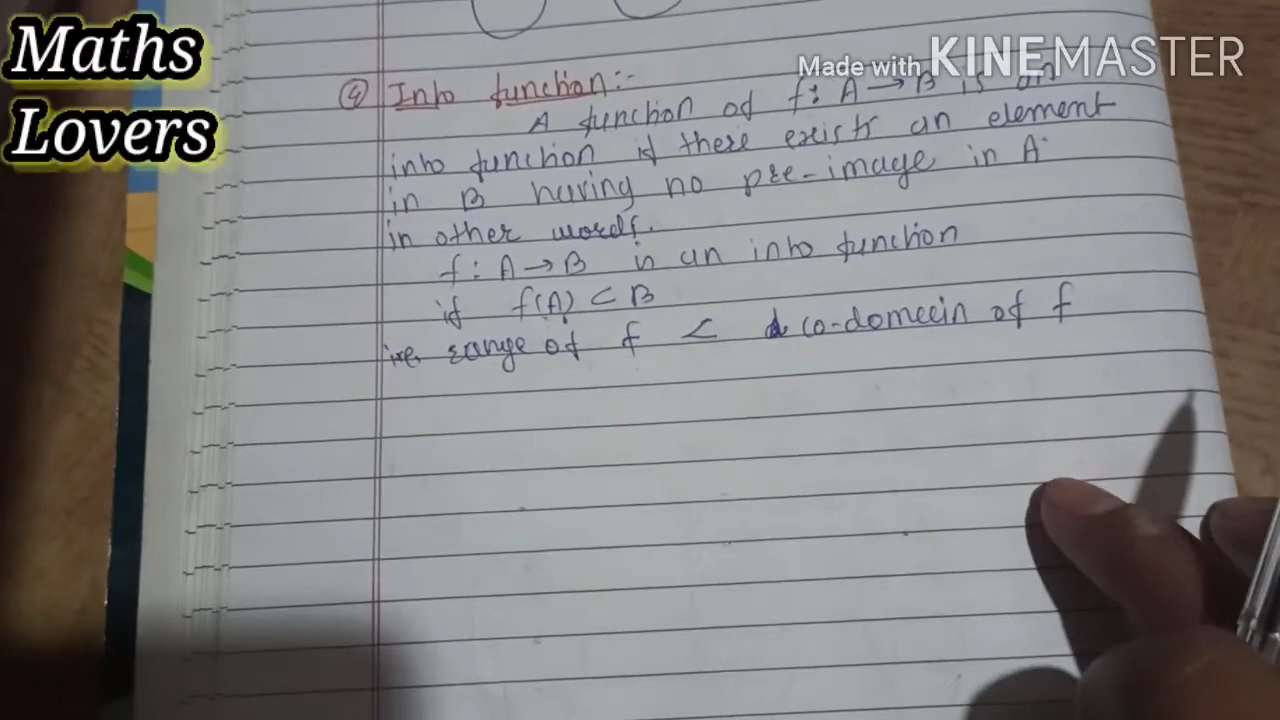 Maths
Lovers
Made with KINEMASTER
④ Into function :-
A function of f: A → B is an
into function if there exists an element
in B having no pre-image in A.
in other words.
f : A → B is an into function
if f(A) ⊂ B
i.e. range of f < co-domain of f